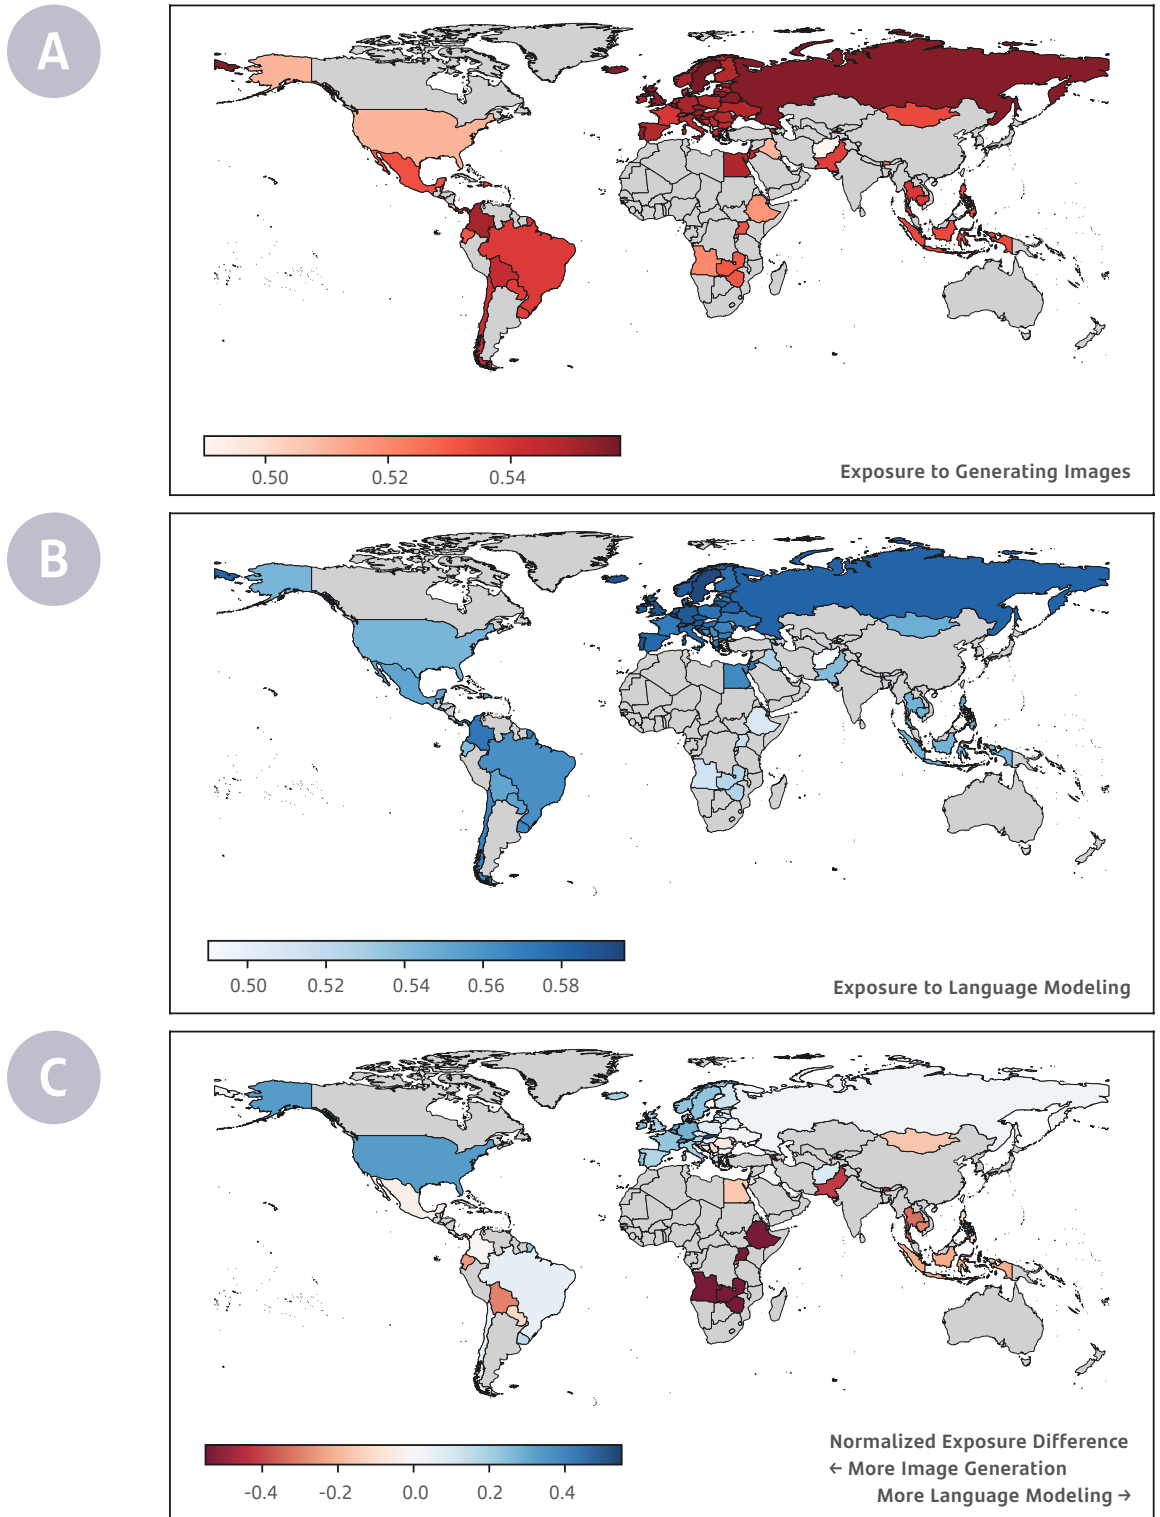 A
0.50 0.52 0.54
Exposure to Generating Images
B
0.50 0.52 0.54 0.56 0.58
Exposure to Language Modeling
C
Normalized Exposure Difference
← More Image Generation
More Language Modeling →
-0.4 -0.2 0.0 0.2 0.4